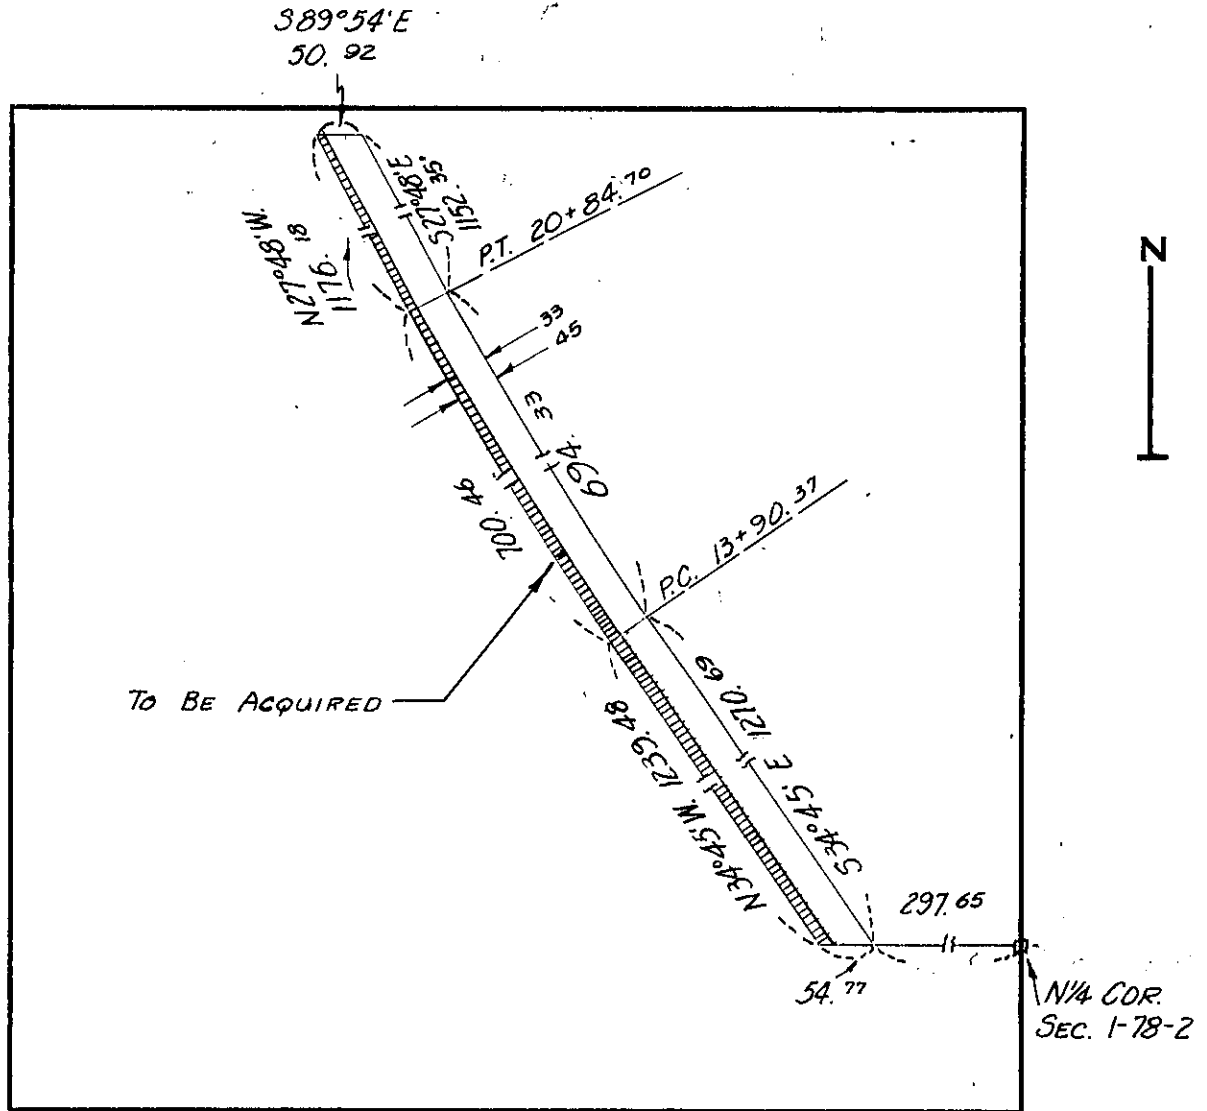 S89°54'E
50.92
S27°48'E
1152.35'
P.T. 20+84.70
N27°48'W.
1176.18
N
33
45
694.33
700.46
P.C. 13+90.37
TO BE ACQUIRED
S34°45'E 1210.69
N34°45'W. 1239.48
297.65
54.77
N1/4 COR.
SEC. 1-78-2